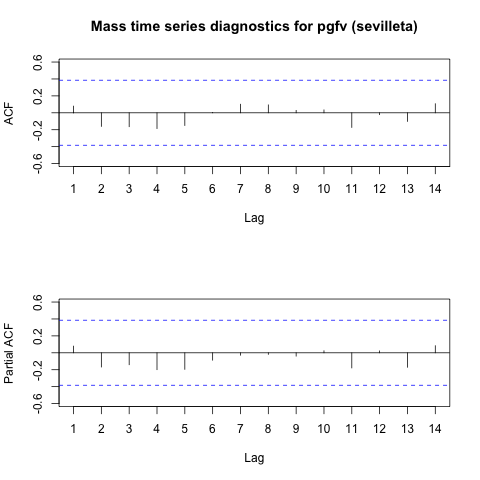 Mass time series diagnostics for pgfv (sevilleta)
ACF
0.6
0.2
-0.2
-0.6
1 2 3 4 5 6 7 8 9 10 11 12 13 14
Lag
Partial ACF
0.6
0.2
-0.2
-0.6
1 2 3 4 5 6 7 8 9 10 11 12 13 14
Lag